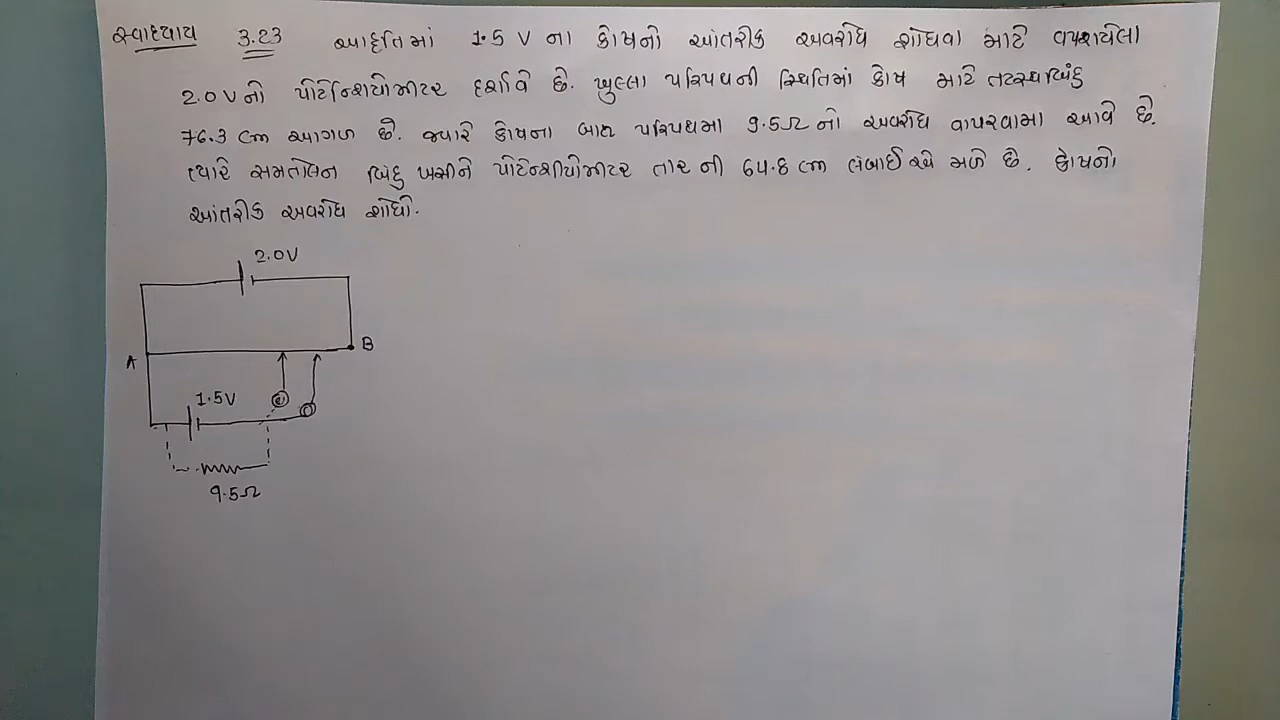 સ્વાધ્યાય 3.23 આકૃતિમાં 1.5 V ના કોષનો આંતરીક અવરોધ શોધવા માટે વપરાયેલા
2.0 V નો પોટેન્શિયોમીટર દર્શાવે છે. ખુલ્લા પરિપથની સ્થિતિમાં કોષ માટે તટસ્થબિંદુ
76.3 cm આગળ છે. જ્યારે કોષના બાહ્ય પરિપથમા 9.5Ω નો અવરોધ વાપરવામા આવે છે.
ત્યારે સમતોલન બિંદુ ખસીને પોટેન્શીયોમીટર તાર ની 64.8 cm લંબાઈ એ મળે છે. કોષનો
આંતરીક અવરોધ શોધો.
2.0V
A
B
1.5V
G
9.5Ω